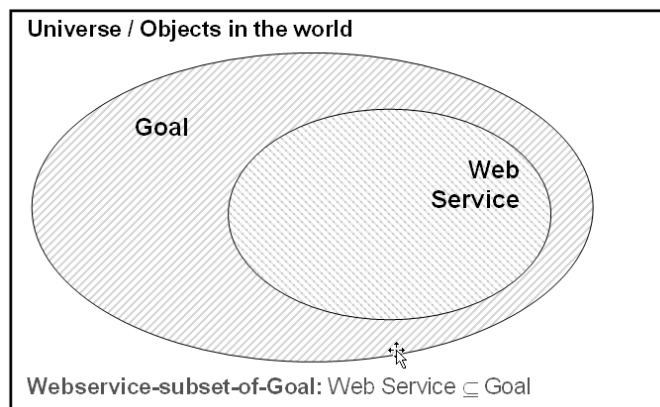 Universe / Objects in the world
Goal
Web
Service
Webservice-subset-of-Goal: Web Service ⊆ Goal